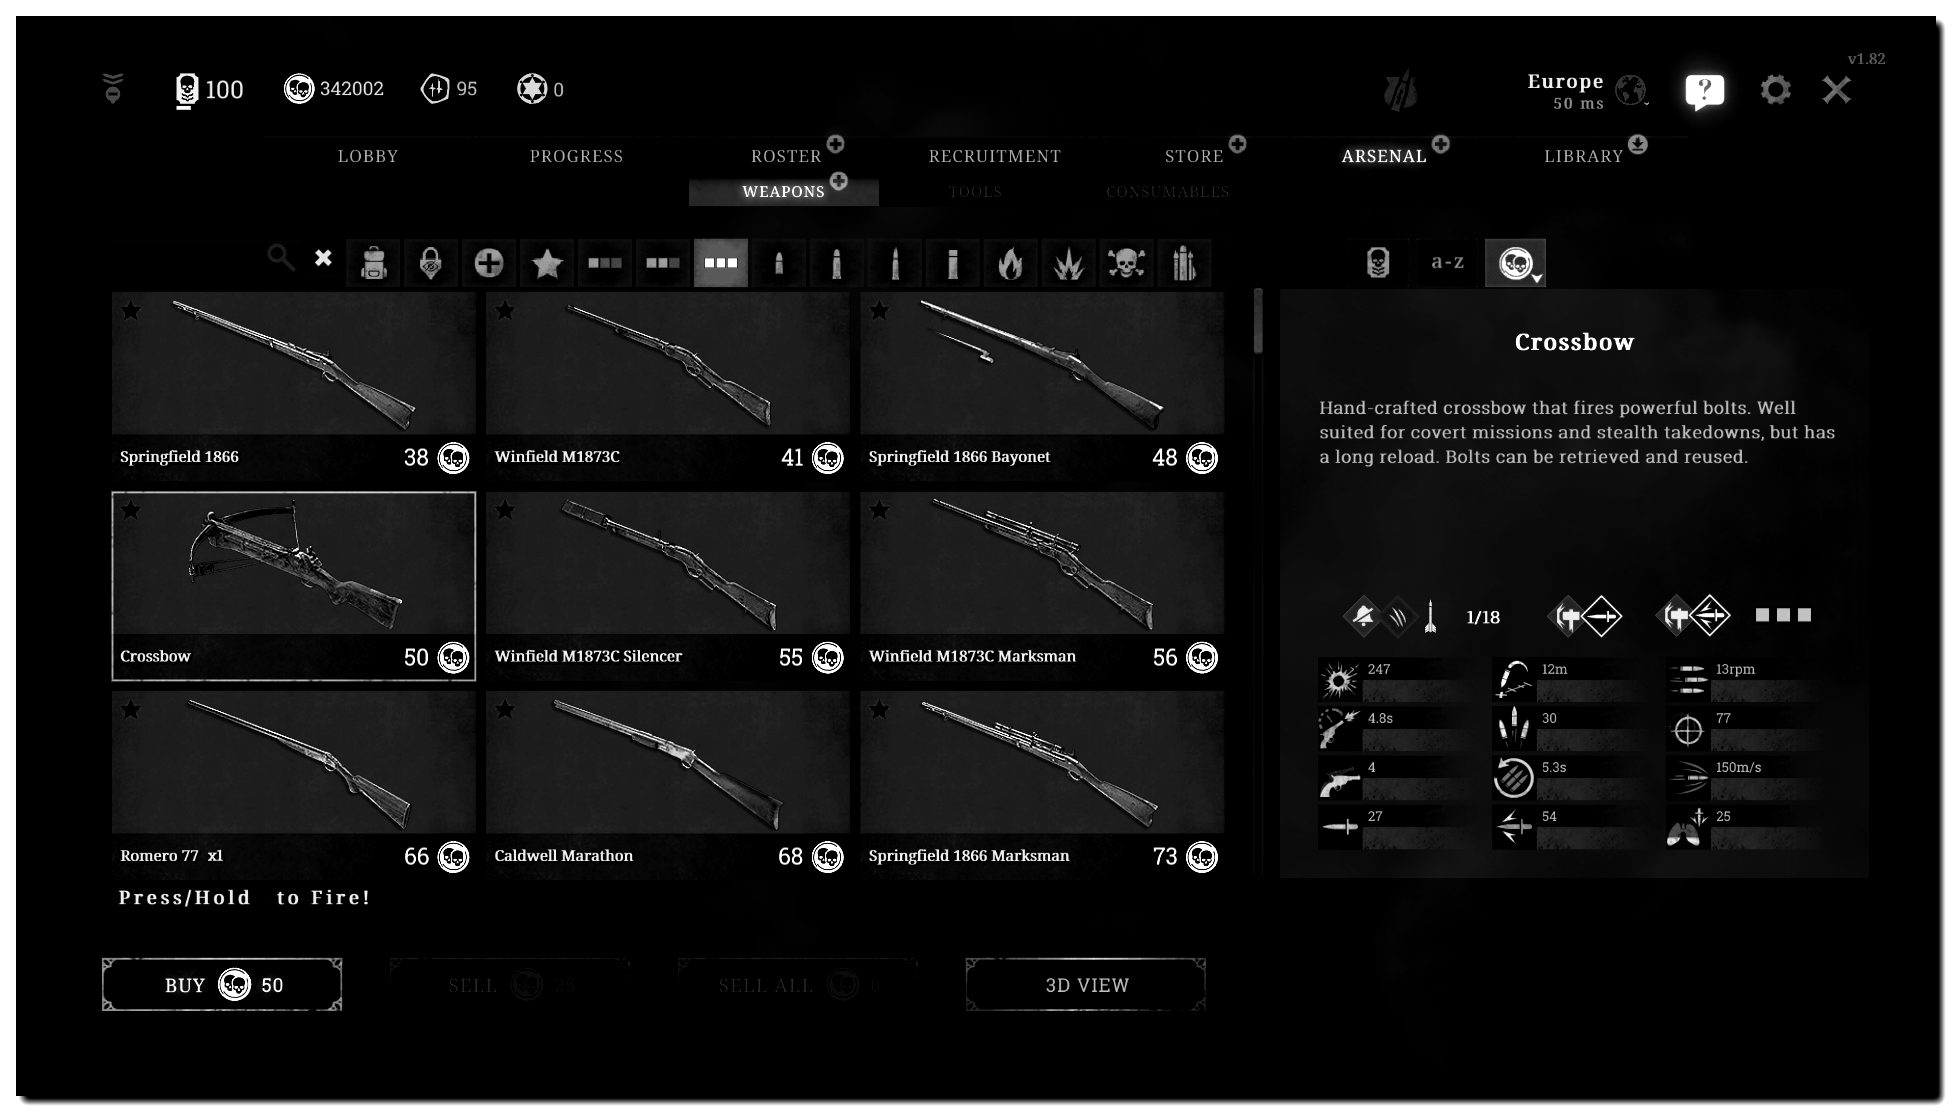 v1.82
100 342002 95 0
Europe
50 ms
?
LOBBY PROGRESS ROSTER RECRUITMENT STORE ARSENAL LIBRARY
WEAPONS TOOLS CONSUMABLES
a-z
Springfield 1866 38
Winfield M1873C 41
Springfield 1866 Bayonet 48
Crossbow 50
Winfield M1873C Silencer 55
Winfield M1873C Marksman 56
Romero 77 x1 66
Caldwell Marathon 68
Springfield 1866 Marksman 73
Press/Hold to Fire!
BUY 50
SELL 25
SELL ALL 0
3D VIEW
Crossbow
Hand-crafted crossbow that fires powerful bolts. Well
suited for covert missions and stealth takedowns, but has
a long reload. Bolts can be retrieved and reused.
1/18
247 12m 13rpm
4.8s 30 77
4 5.3s 150m/s
27 54 25